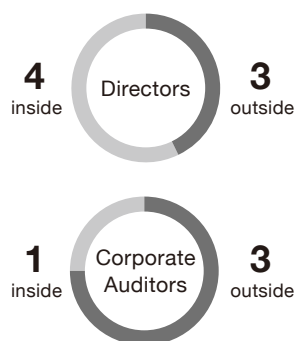 4
inside
Directors
3
outside
1
inside
Corporate
Auditors
3
outside